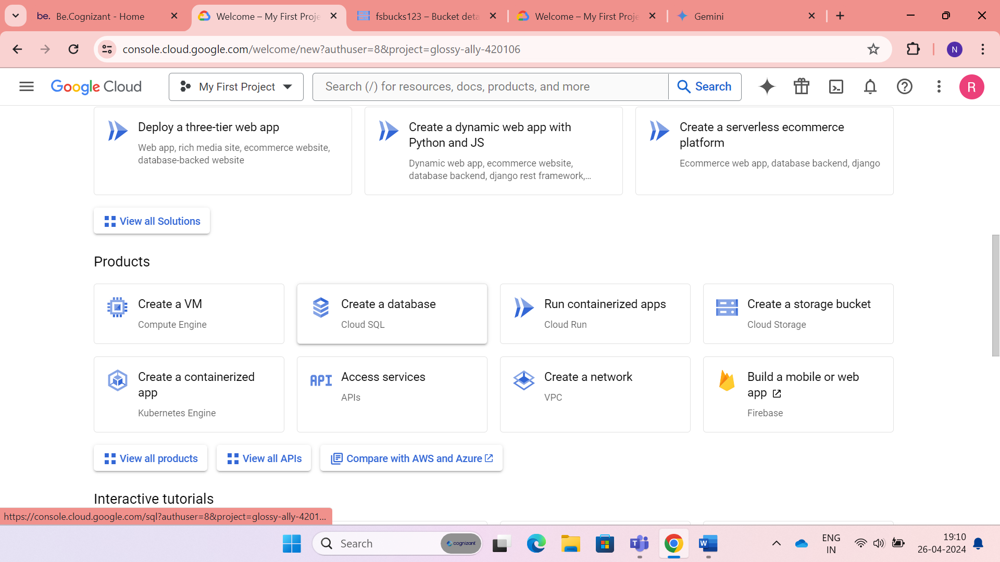 be. Be.Cognizant - Home
Welcome – My First Proje
fsbucks123 – Bucket deta
Welcome – My First Proje
Gemini
console.cloud.google.com/welcome/new?authuser=8&project=glossy-ally-420106
N
Google Cloud
My First Project
Search (/) for resources, docs, products, and more
Search
R
Deploy a three-tier web app
Web app, rich media site, ecommerce website,
database-backed website
Create a dynamic web app with
Python and JS
Dynamic web app, ecommerce website,
database backend, django rest framework,...
Create a serverless ecommerce
platform
Ecommerce web app, database backend, django
View all Solutions
Products
Create a VM
Compute Engine
Create a database
Cloud SQL
Run containerized apps
Cloud Run
Create a storage bucket
Cloud Storage
Create a containerized
app
Kubernetes Engine
API
Access services
APIs
Create a network
VPC
Build a mobile or web
app
Firebase
View all products
View all APIs
Compare with AWS and Azure
Interactive tutorials
https://console.cloud.google.com/sql?authuser=8&project=glossy-ally-4201...
Search
cognizant
T
W
ENG
IN
19:10
26-04-2024